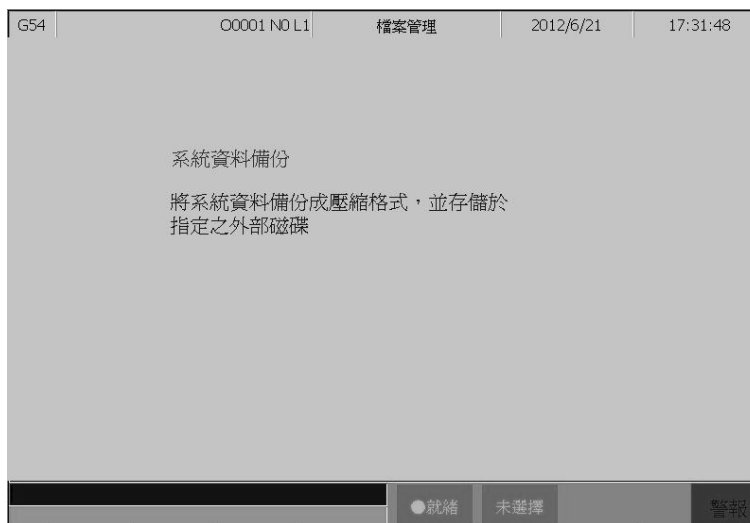 G54 O0001 N0 L1 檔案管理 2012/6/21 17:31:48
系統資料備份
將系統資料備份成壓縮格式，並存儲於
指定之外部磁碟
●就緒 未選擇 警報